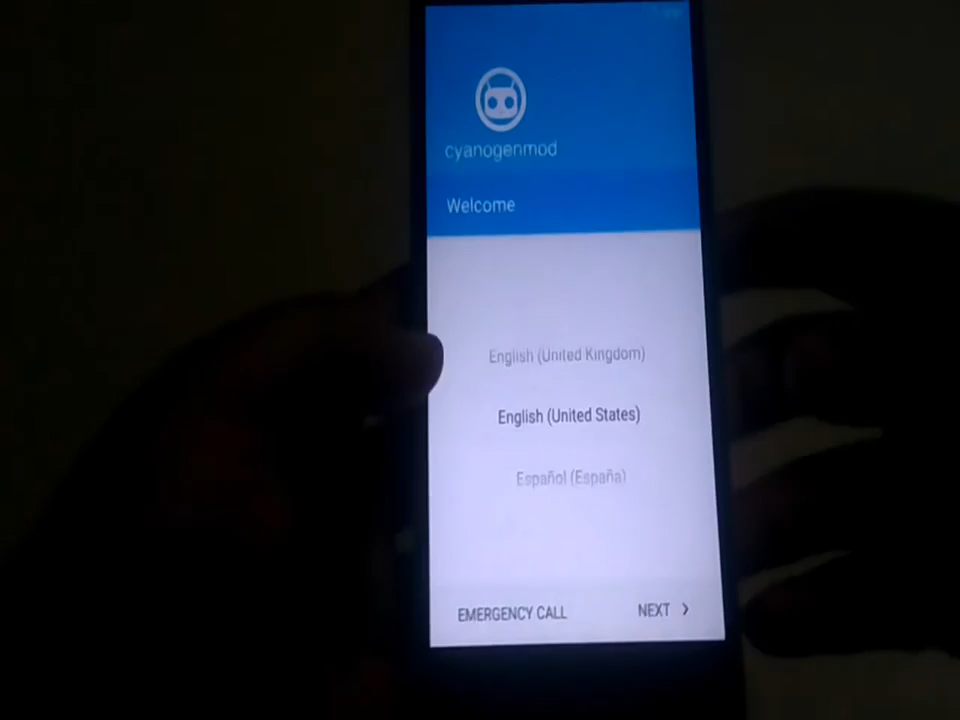 cyanogenmod
Welcome
English (United Kingdom)
English (United States)
Español (España)
EMERGENCY CALL
NEXT